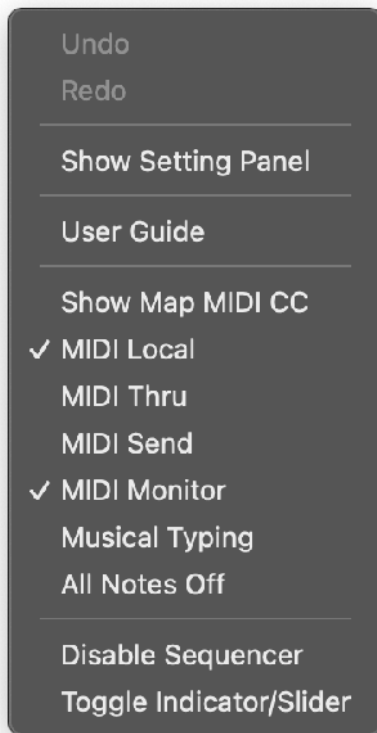 Undo
Redo
Show Setting Panel
User Guide
Show Map MIDI CC
✓ MIDI Local
MIDI Thru
MIDI Send
✓ MIDI Monitor
Musical Typing
All Notes Off
Disable Sequencer
Toggle Indicator/Slider